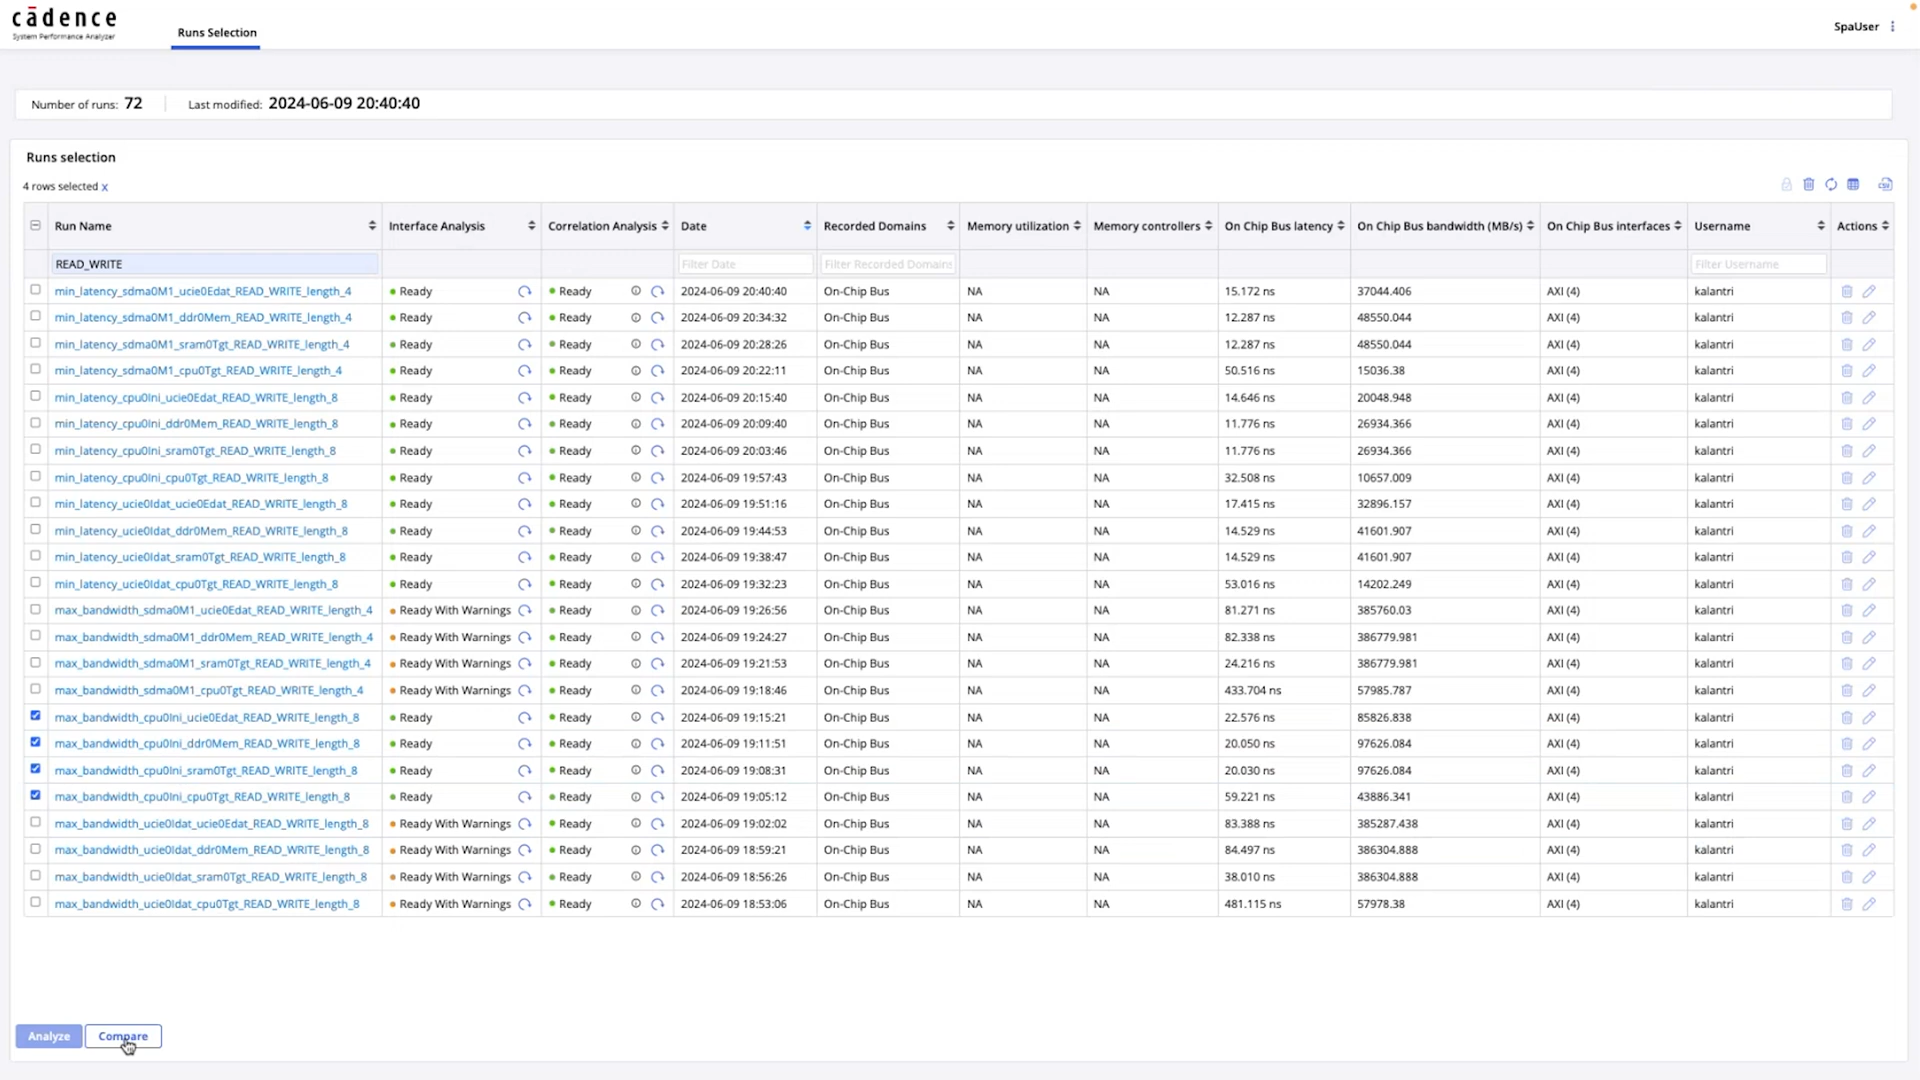 cādence
System Performance Analyzer
Runs Selection
SpaUser
Number of runs: 72 Last modified: 2024-06-09 20:40:40
Runs selection
4 rows selected x
Run Name Interface Analysis Correlation Analysis Date Recorded Domains Memory utilization Memory controllers On Chip Bus latency On Chip Bus bandwidth (MB/s) On Chip Bus interfaces Username Actions
READ_WRITE Filter Date Filter Recorded Domains Filter Username
min_latency_sdma0M1_ucie0Edat_READ_WRITE_length_4 Ready Ready 2024-06-09 20:40:40 On-Chip Bus NA NA 15.172 ns 37044.406 AXI (4) kalantri
min_latency_sdma0M1_ddr0Mem_READ_WRITE_length_4 Ready Ready 2024-06-09 20:34:32 On-Chip Bus NA NA 12.287 ns 48550.044 AXI (4) kalantri
min_latency_sdma0M1_sram0Tgt_READ_WRITE_length_4 Ready Ready 2024-06-09 20:28:26 On-Chip Bus NA NA 12.287 ns 48550.044 AXI (4) kalantri
min_latency_sdma0M1_cpu0Tgt_READ_WRITE_length_4 Ready Ready 2024-06-09 20:22:11 On-Chip Bus NA NA 50.516 ns 15036.38 AXI (4) kalantri
min_latency_cpu0Ini_ucie0Edat_READ_WRITE_length_8 Ready Ready 2024-06-09 20:15:40 On-Chip Bus NA NA 14.646 ns 20048.948 AXI (4) kalantri
min_latency_cpu0Ini_ddr0Mem_READ_WRITE_length_8 Ready Ready 2024-06-09 20:09:40 On-Chip Bus NA NA 11.776 ns 26934.366 AXI (4) kalantri
min_latency_cpu0Ini_sram0Tgt_READ_WRITE_length_8 Ready Ready 2024-06-09 20:03:46 On-Chip Bus NA NA 11.776 ns 26934.366 AXI (4) kalantri
min_latency_cpu0Ini_cpu0Tgt_READ_WRITE_length_8 Ready Ready 2024-06-09 19:57:43 On-Chip Bus NA NA 32.508 ns 10657.009 AXI (4) kalantri
min_latency_ucie0Idat_ucie0Edat_READ_WRITE_length_8 Ready Ready 2024-06-09 19:51:16 On-Chip Bus NA NA 17.415 ns 32896.157 AXI (4) kalantri
min_latency_ucie0Idat_ddr0Mem_READ_WRITE_length_8 Ready Ready 2024-06-09 19:44:53 On-Chip Bus NA NA 14.529 ns 41601.907 AXI (4) kalantri
min_latency_ucie0Idat_sram0Tgt_READ_WRITE_length_8 Ready Ready 2024-06-09 19:38:47 On-Chip Bus NA NA 14.529 ns 41601.907 AXI (4) kalantri
min_latency_ucie0Idat_cpu0Tgt_READ_WRITE_length_8 Ready Ready 2024-06-09 19:32:23 On-Chip Bus NA NA 53.016 ns 14202.249 AXI (4) kalantri
max_bandwidth_sdma0M1_ucie0Edat_READ_WRITE_length_4 Ready With Warnings Ready 2024-06-09 19:26:56 On-Chip Bus NA NA 81.271 ns 385760.03 AXI (4) kalantri
max_bandwidth_sdma0M1_ddr0Mem_READ_WRITE_length_4 Ready With Warnings Ready 2024-06-09 19:24:27 On-Chip Bus NA NA 82.338 ns 386779.981 AXI (4) kalantri
max_bandwidth_sdma0M1_sram0Tgt_READ_WRITE_length_4 Ready With Warnings Ready 2024-06-09 19:21:53 On-Chip Bus NA NA 24.216 ns 386779.981 AXI (4) kalantri
max_bandwidth_sdma0M1_cpu0Tgt_READ_WRITE_length_4 Ready With Warnings Ready 2024-06-09 19:18:46 On-Chip Bus NA NA 433.704 ns 57985.787 AXI (4) kalantri
max_bandwidth_cpu0Ini_ucie0Edat_READ_WRITE_length_8 Ready Ready 2024-06-09 19:15:21 On-Chip Bus NA NA 22.576 ns 85826.838 AXI (4) kalantri
max_bandwidth_cpu0Ini_ddr0Mem_READ_WRITE_length_8 Ready Ready 2024-06-09 19:11:51 On-Chip Bus NA NA 20.050 ns 97626.084 AXI (4) kalantri
max_bandwidth_cpu0Ini_sram0Tgt_READ_WRITE_length_8 Ready Ready 2024-06-09 19:08:31 On-Chip Bus NA NA 20.030 ns 97626.084 AXI (4) kalantri
max_bandwidth_cpu0Ini_cpu0Tgt_READ_WRITE_length_8 Ready Ready 2024-06-09 19:05:12 On-Chip Bus NA NA 59.221 ns 43886.341 AXI (4) kalantri
max_bandwidth_ucie0Idat_ucie0Edat_READ_WRITE_length_8 Ready With Warnings Ready 2024-06-09 19:02:02 On-Chip Bus NA NA 83.388 ns 385287.438 AXI (4) kalantri
max_bandwidth_ucie0Idat_ddr0Mem_READ_WRITE_length_8 Ready With Warnings Ready 2024-06-09 18:59:21 On-Chip Bus NA NA 84.497 ns 386304.888 AXI (4) kalantri
max_bandwidth_ucie0Idat_sram0Tgt_READ_WRITE_length_8 Ready With Warnings Ready 2024-06-09 18:56:26 On-Chip Bus NA NA 38.010 ns 386304.888 AXI (4) kalantri
max_bandwidth_ucie0Idat_cpu0Tgt_READ_WRITE_length_8 Ready With Warnings Ready 2024-06-09 18:53:06 On-Chip Bus NA NA 481.115 ns 57978.38 AXI (4) kalantri
Analyze Compare